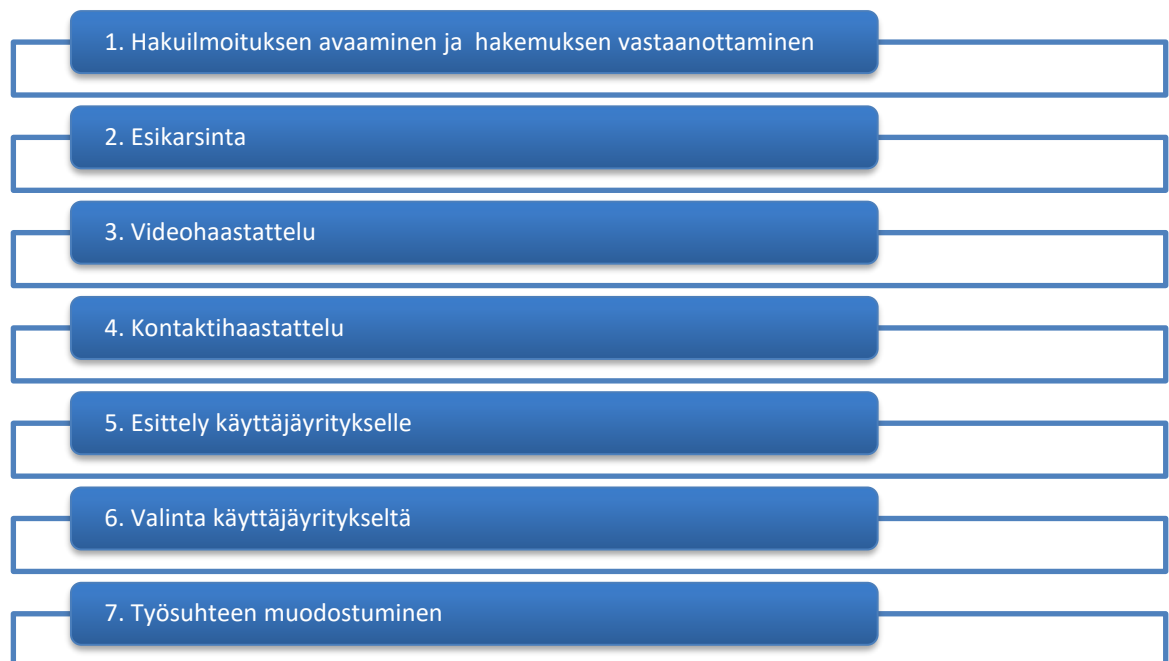 1. Hakuilmoituksen avaaminen ja  hakemuksen vastaanottaminen
2. Esikarsinta
3. Videohaastattelu
4. Kontaktihaastattelu
5. Esittely käyttäjäyritykselle
6. Valinta käyttäjäyritykseltä
7. Työsuhteen muodostuminen